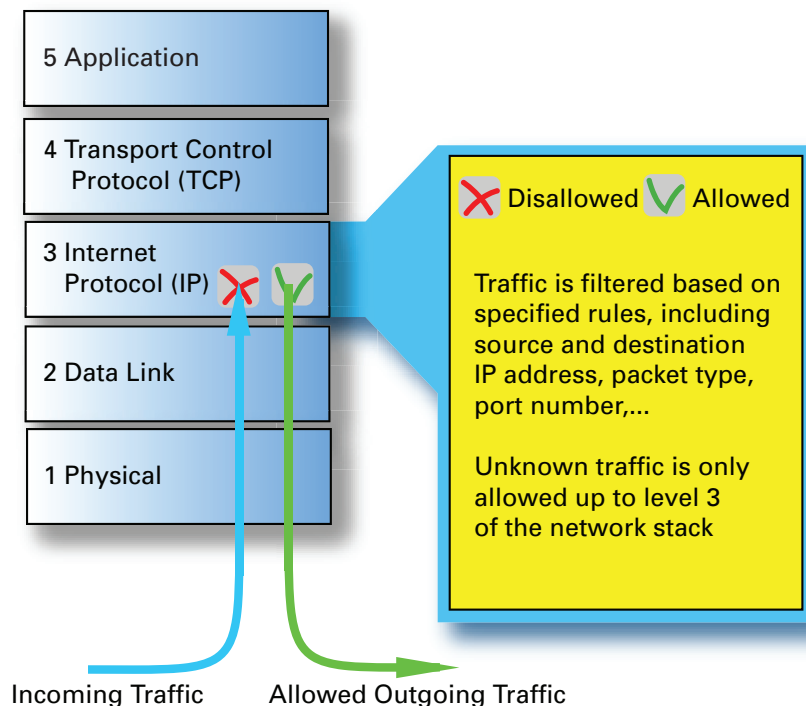 5 Application
4 Transport Control
Protocol (TCP)
3 Internet
Protocol (IP)
2 Data Link
1 Physical
Disallowed Allowed
Traffic is filtered based on
specified rules, including
source and destination
IP address, packet type,
port number,...
Unknown traffic is only
allowed up to level 3
of the network stack
Incoming Traffic
Allowed Outgoing Traffic